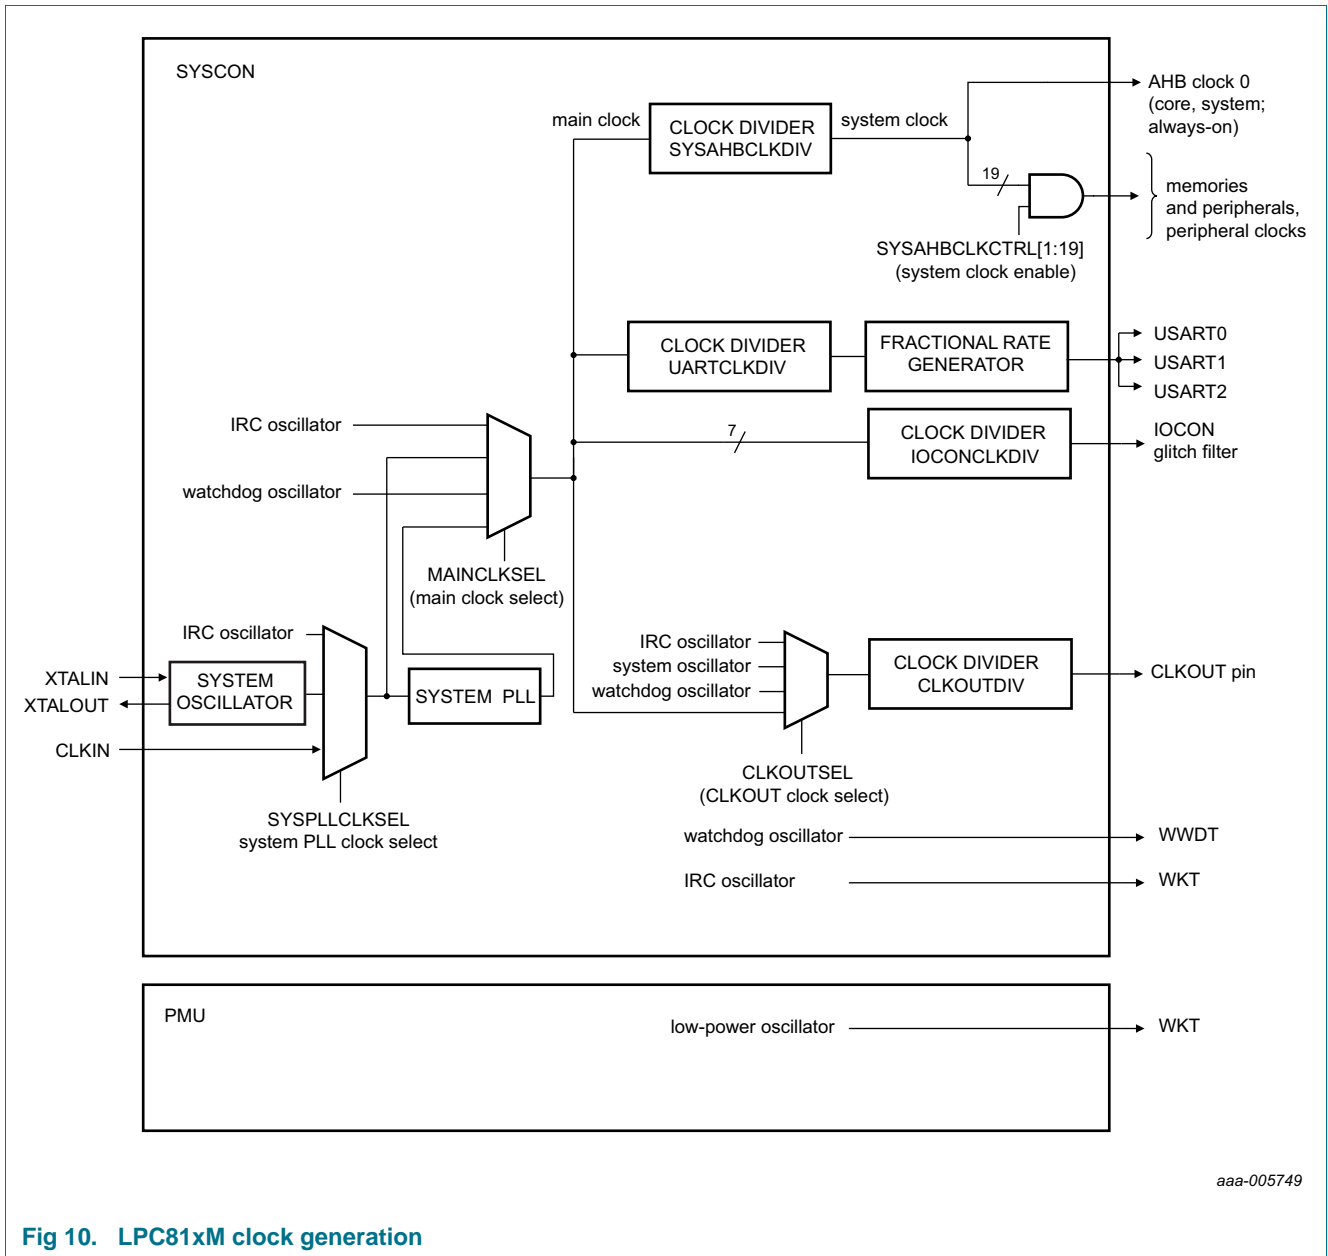 SYSCON
AHB clock 0
(core, system;
always-on)
main clock
CLOCK DIVIDER
SYSAHBCLKDIV
system clock
19
memories
and peripherals,
peripheral clocks
SYSAHBCLKCTRL[1:19]
(system clock enable)
CLOCK DIVIDER
UARTCLKDIV
FRACTIONAL RATE
GENERATOR
USART0
USART1
USART2
IRC oscillator
7
CLOCK DIVIDER
IOCONCLKDIV
IOCON
glitch filter
watchdog oscillator
MAINCLKSEL
(main clock select)
IRC oscillator
XTALIN
XTALOUT
SYSTEM
OSCILLATOR
SYSTEM PLL
CLKIN
SYSPLLCLKSEL
system PLL clock select
IRC oscillator
system oscillator
watchdog oscillator
CLOCK DIVIDER
CLKOUTDIV
CLKOUT pin
CLKOUTSEL
(CLKOUT clock select)
watchdog oscillator
WWDT
IRC oscillator
WKT
PMU
low-power oscillator
WKT
aaa-005749
Fig 10. LPC81xM clock generation